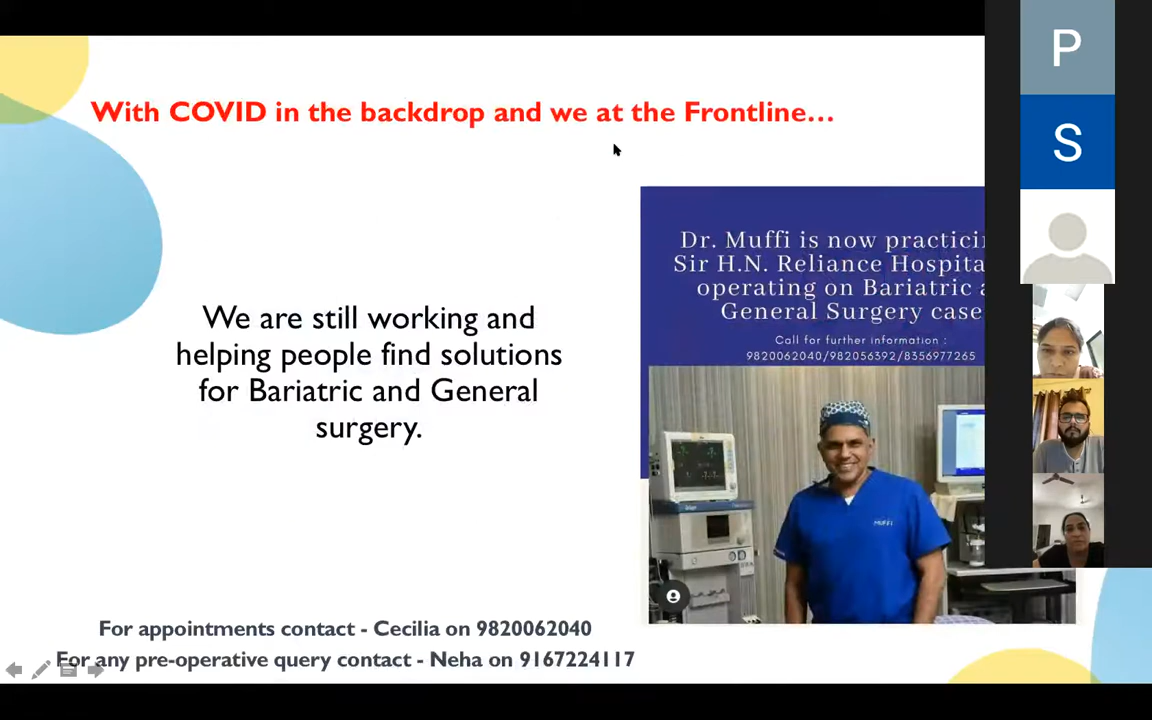 With COVID in the backdrop and we at the Frontline...
P
S
Dr. Muffi is now
Sir H.N. Reliance
operating on Bariatric
General Surgery
Call for further information :
9820062040/982056392/8356977265
We are still working and
helping people find solutions
for Bariatric and General
surgery.
MUFFI
For appointments contact - Cecilia on 9820062040
For any pre-operative query contact - Neha on 9167224117